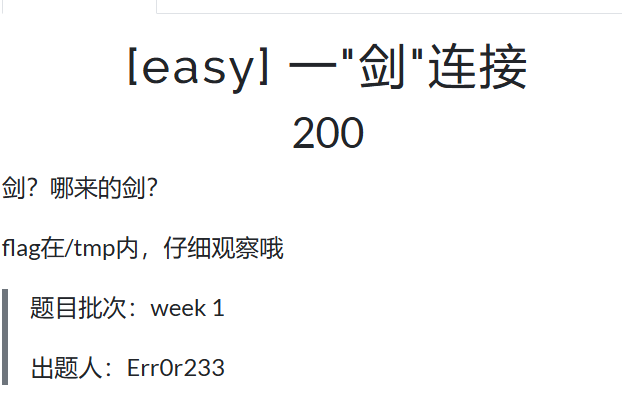 [easy] 一"剑"连接
200
剑？哪来的剑？
flag在/tmp内，仔细观察哦
题目批次：week 1
出题人：Err0r233